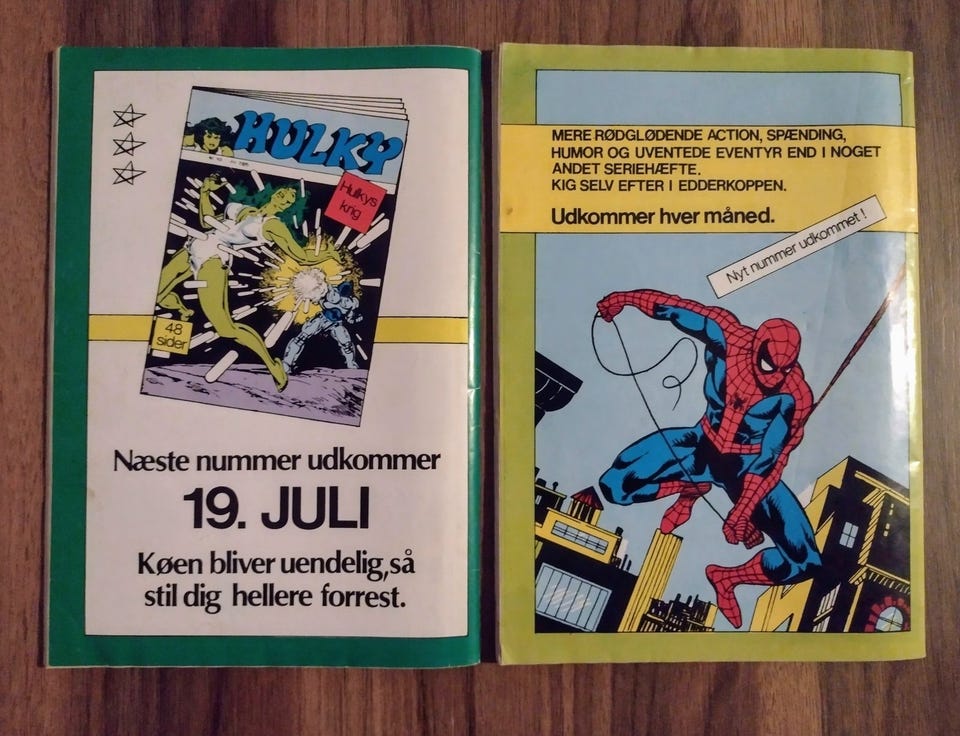 HULKY
Hulkys
krig
48
sider
Næste nummer udkommer
19. JULI
Køen bliver uendelig,så
stil dig hellere forrest.
MERE RØDGLØDENDE ACTION, SPÆNDING,
HUMOR OG UVENTEDE EVENTYR END I NOGET
ANDET SERIEHÆFTE.
KIG SELV EFTER I EDDERKOPPEN.
Udkommer hver måned.
Nyt nummer udkommet !